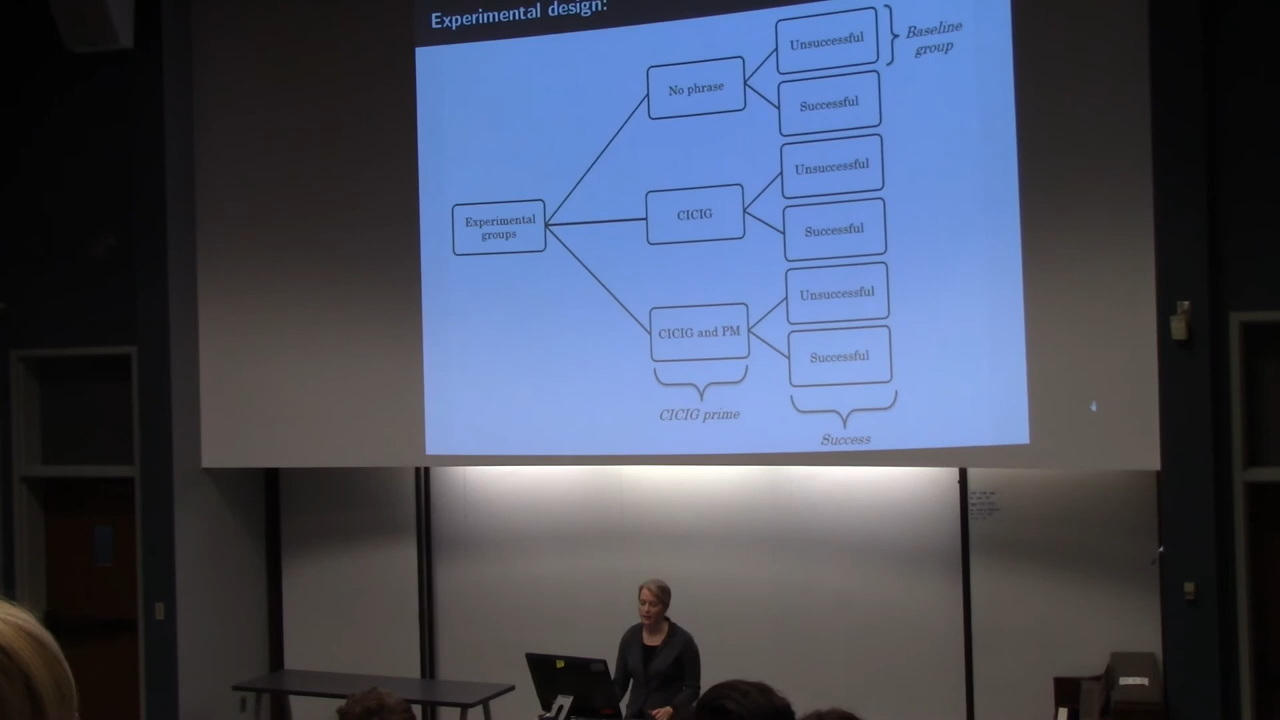 Experimental design:
Unsuccessful
Baseline
group
No phrase
Successful
Unsuccessful
Experimental
groups
CICIG
Successful
Unsuccessful
CICIG and PM
Successful
CICIG prime
Success